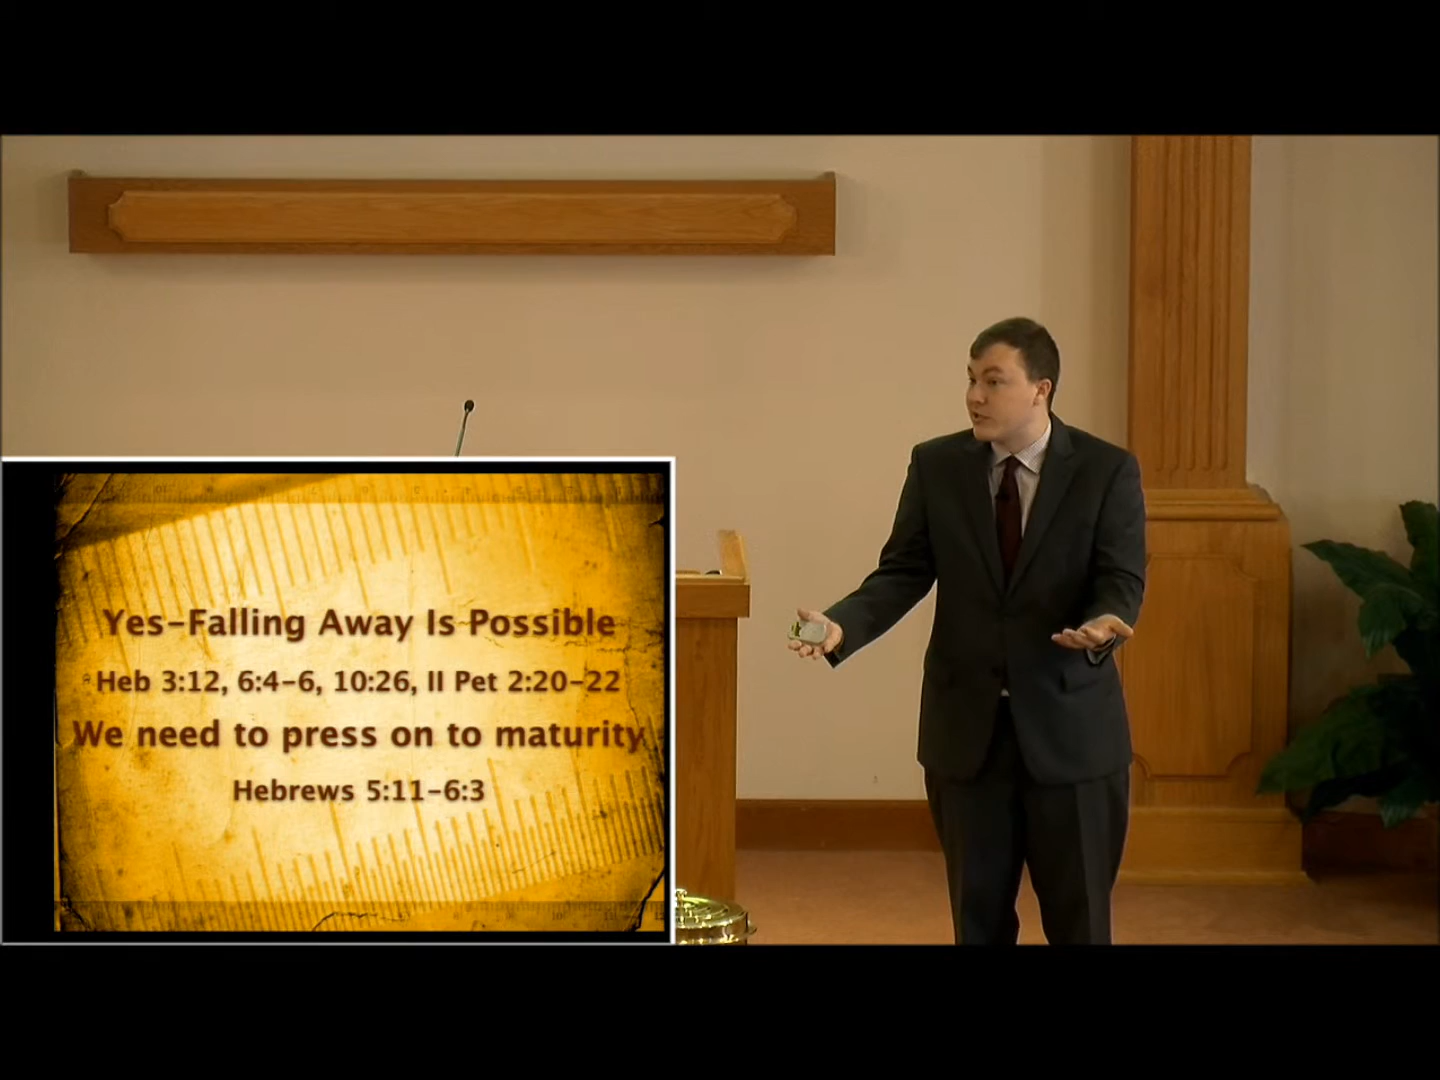 Yes-Falling Away Is Possible
Heb 3:12, 6:4-6, 10:26, II Pet 2:20-22
We need to press on to maturity
Hebrews 5:11-6:3